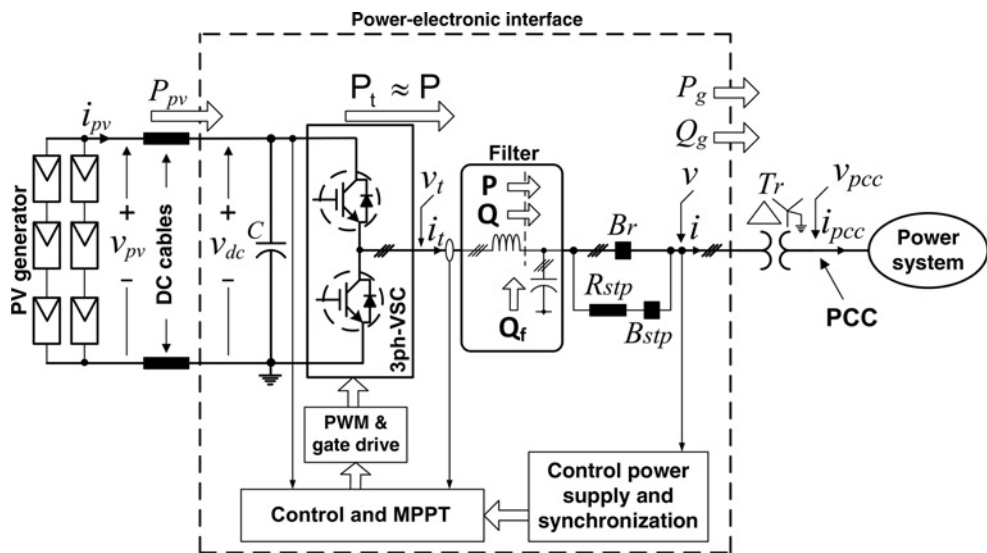 Power-electronic interface
P_pv
P_t ≈ P
P_g
Q_g
i_pv
PV generator
+
v_pv
−
DC cables
+
v_dc
−
C
3ph-VSC
v_t
i_t
Filter
P
Q
Q_f
Br
R_stp
B_stp
v
i
Tr
v_pcc
i_pcc
PCC
Power
system
PWM &
gate drive
Control and MPPT
Control power
supply and
synchronization